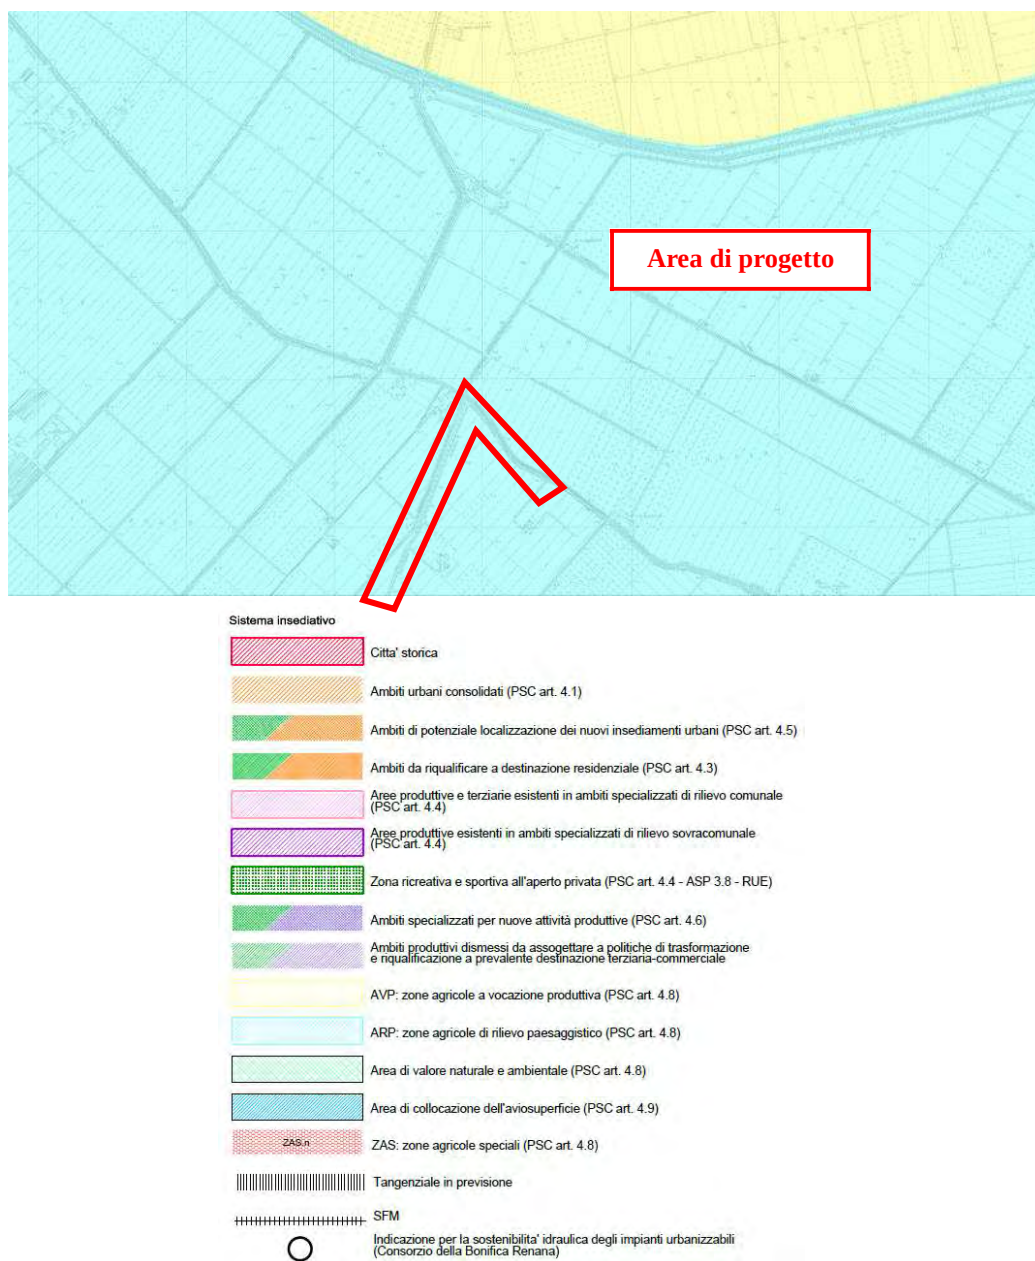 Area di progetto
Sistema insediativo
Citta' storica
Ambiti urbani consolidati (PSC art. 4.1)
Ambiti di potenziale localizzazione dei nuovi insediamenti urbani (PSC art. 4.5)
Ambiti da riqualificare a destinazione residenziale (PSC art. 4.3)
Aree produttive e terziarie esistenti in ambiti specializzati di rilievo comunale
(PSC art. 4.4)
Aree produttive esistenti in ambiti specializzati di rilievo sovracomunale
(PSC art. 4.4)
Zona ricreativa e sportiva all'aperto privata (PSC art. 4.4 - ASP 3.8 - RUE)
Ambiti specializzati per nuove attività produttive (PSC art. 4.6)
Ambiti produttivi dismessi da assogettare a politiche di trasformazione
e riqualificazione a prevalente destinazione terziaria-commerciale
AVP: zone agricole a vocazione produttiva (PSC art. 4.8)
ARP: zone agricole di rilievo paesaggistico (PSC art. 4.8)
Area di valore naturale e ambientale (PSC art. 4.8)
Area di collocazione dell'aviosuperficie (PSC art. 4.9)
ZAS.n ZAS: zone agricole speciali (PSC art. 4.8)
Tangenziale in previsione
SFM
Indicazione per la sostenibilita' idraulica degli impianti urbanizzabili
(Consorzio della Bonifica Renana)